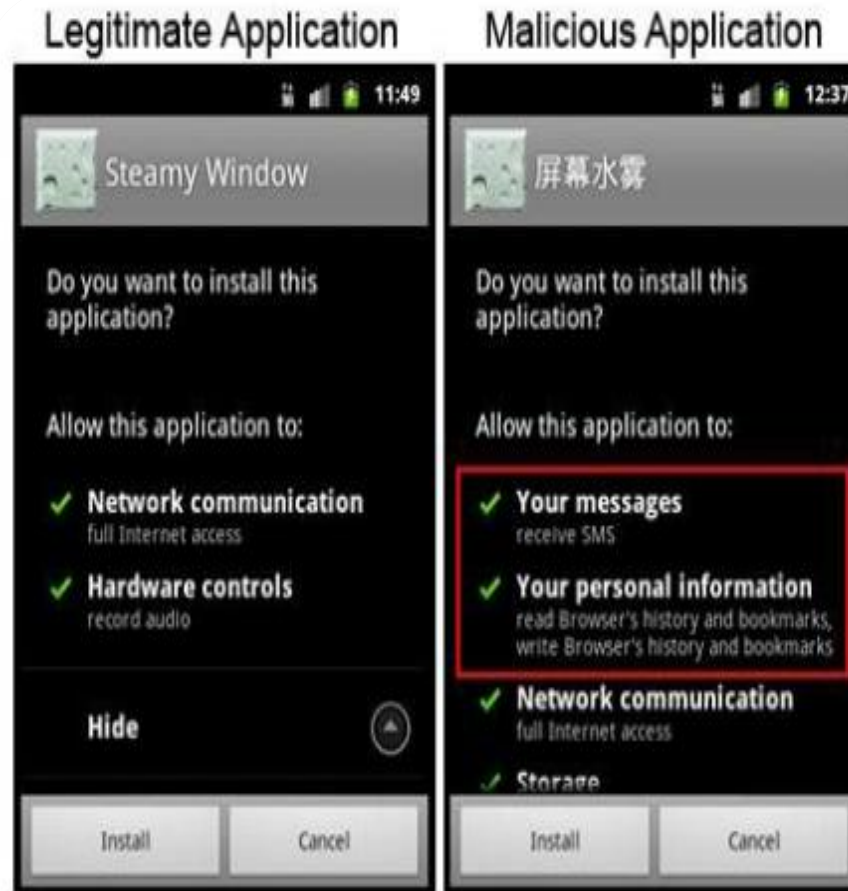 Legitimate Application
11:49
Steamy Window
Do you want to install this
application?
Allow this application to:
Network communication
full Internet access
Hardware controls
record audio
Hide
Install
Cancel
Malicious Application
12:37
屏幕水雾
Do you want to install this
application?
Allow this application to:
Your messages
receive SMS
Your personal information
read Browser's history and bookmarks,
write Browser's history and bookmarks
Network communication
full Internet access
Storage
Install
Cancel